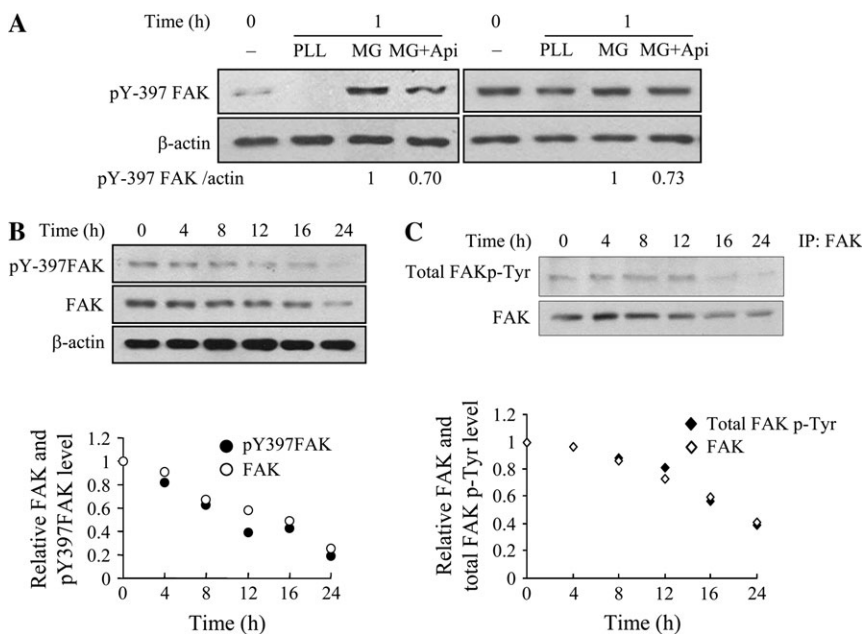 A
Time (h) 0 1 0 1
– PLL MG MG+Api – PLL MG MG+Api
pY-397 FAK
β-actin
pY-397 FAK /actin 1 0.70 1 0.73
B Time (h) 0 4 8 12 16 24
pY-397FAK
FAK
β-actin
Relative FAK and
pY397FAK level
1.2
1
0.8
0.6
0.4
0.2
0
pY397FAK
FAK
0 4 8 12 16 24
Time (h)
C
Time (h) 0 4 8 12 16 24 IP: FAK
Total FAKp-Tyr
FAK
Relative FAK and
total FAK p-Tyr level
1.2
1
0.8
0.6
0.4
0.2
0
Total FAK p-Tyr
FAK
0 4 8 12 16 24
Time (h)